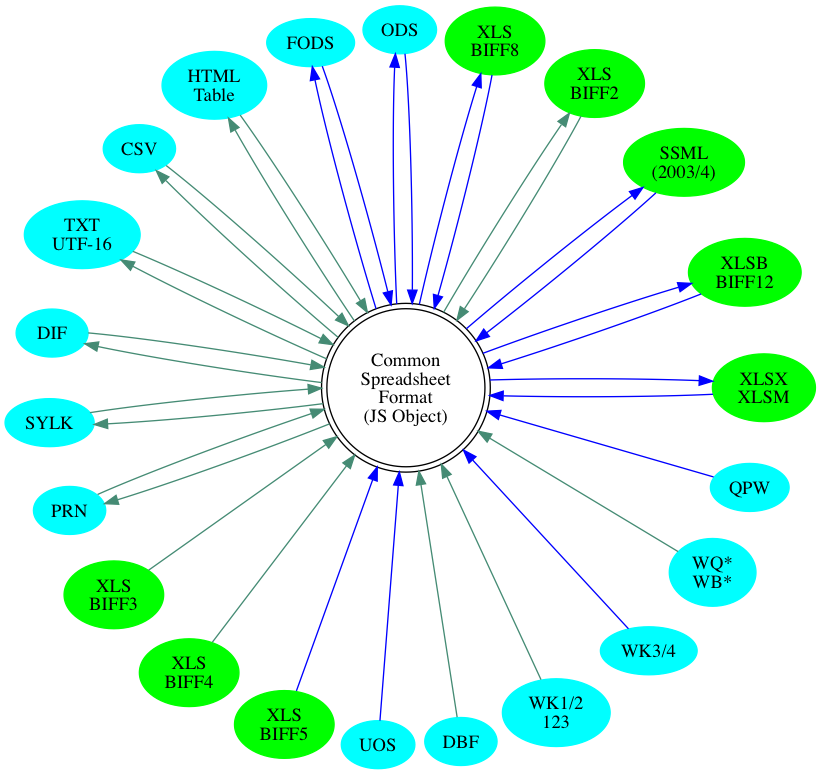 ODS
XLS
BIFF8
FODS
XLS
BIFF2
HTML
Table
CSV
SSML
(2003/4)
TXT
UTF-16
XLSB
BIFF12
DIF
Common
Spreadsheet
Format
(JS Object)
XLSX
XLSM
SYLK
QPW
PRN
WQ*
WB*
XLS
BIFF3
WK3/4
XLS
BIFF4
WK1/2
123
XLS
BIFF5
UOS
DBF